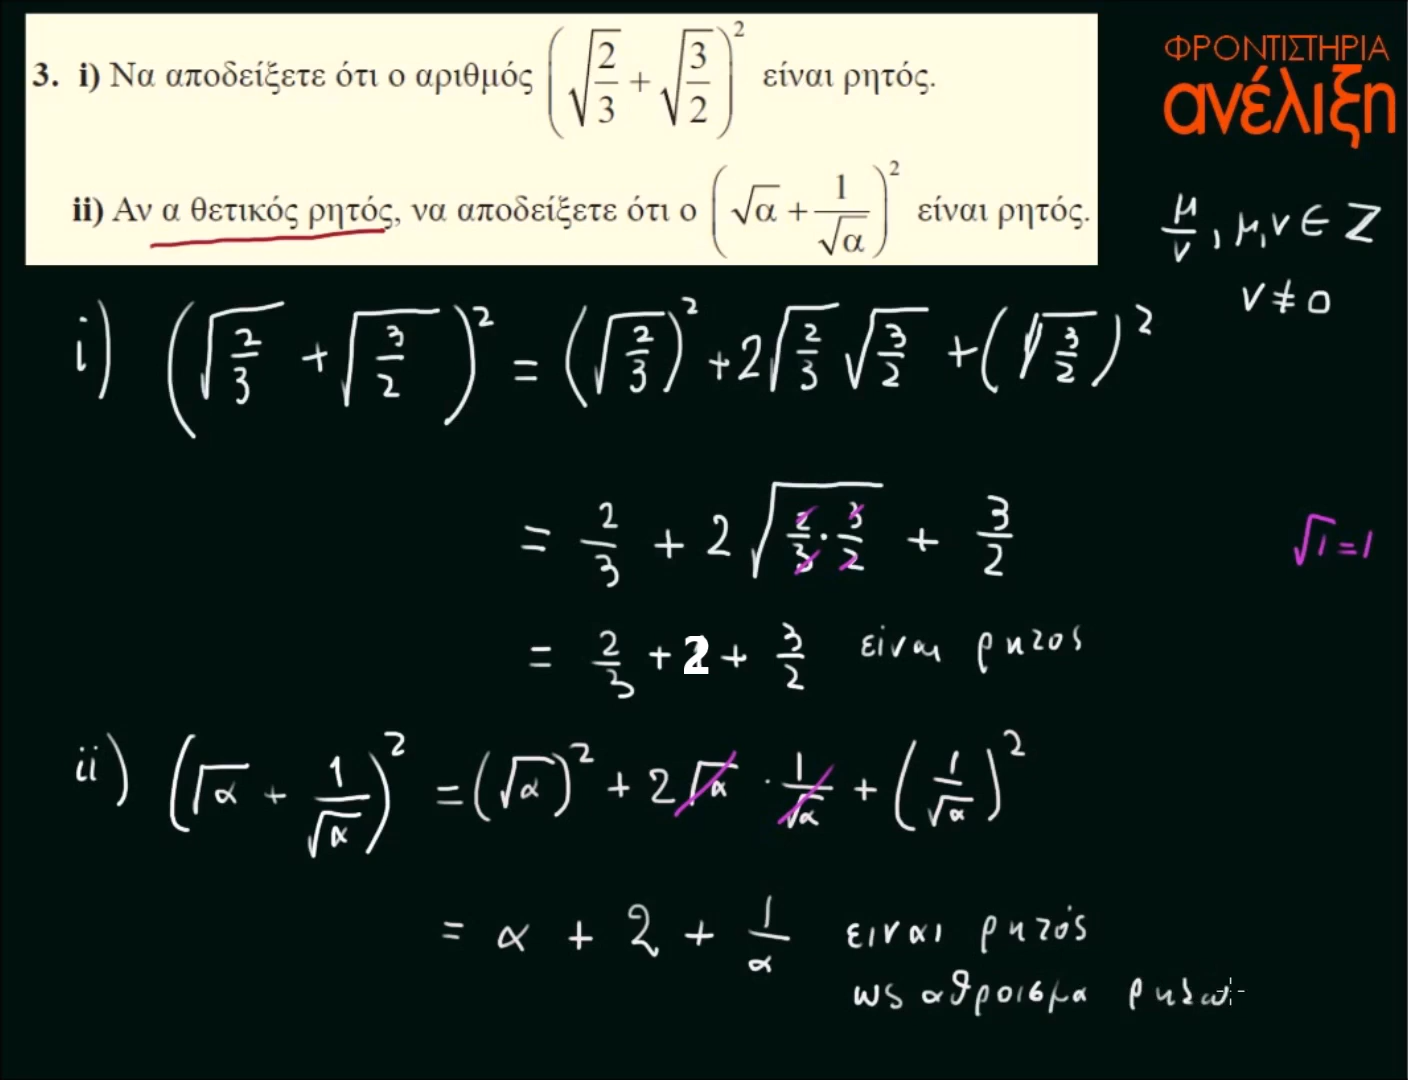 3. i) Να αποδείξετε ότι ο αριθμός (√(2/3) + √(3/2))² είναι ρητός.
ii) Αν α θετικός ρητός, να αποδείξετε ότι ο (√α + 1/√α)² είναι ρητός.
ΦΡΟΝΤΙΣΤΗΡΙΑ
ανέλιξη
μ/ν , μ,ν ∈ Z
ν ≠ 0
i) (√(2/3) + √(3/2))² = (√(2/3))² + 2√(2/3) √(3/2) + (√(3/2))²
= 2/3 + 2√(2/3 · 3/2) + 3/2
√1 = 1
= 2/3 + 2 + 3/2 είναι ρητος
ii) (√α + 1/√α)² = (√α)² + 2√α · 1/√α + (1/√α)²
= α + 2 + 1/α ειναι ρητός
ως αθροισμα ρητω